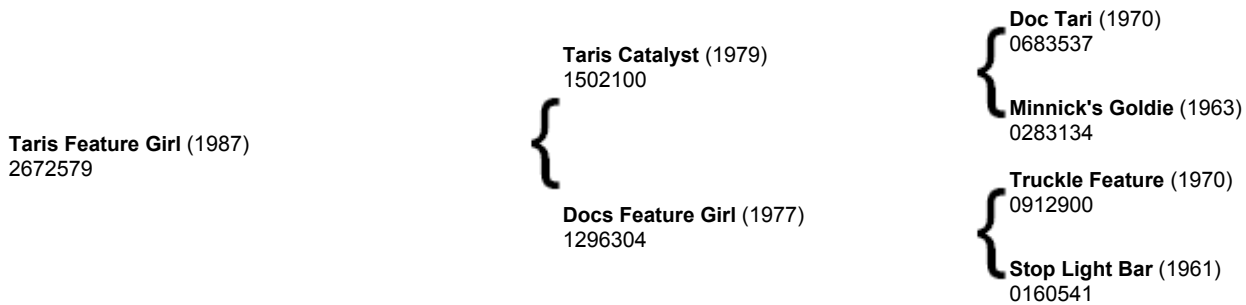 Taris Feature Girl (1987)
2672579
Taris Catalyst (1979)
1502100
Docs Feature Girl (1977)
1296304
Doc Tari (1970)
0683537
Minnick's Goldie (1963)
0283134
Truckle Feature (1970)
0912900
Stop Light Bar (1961)
0160541